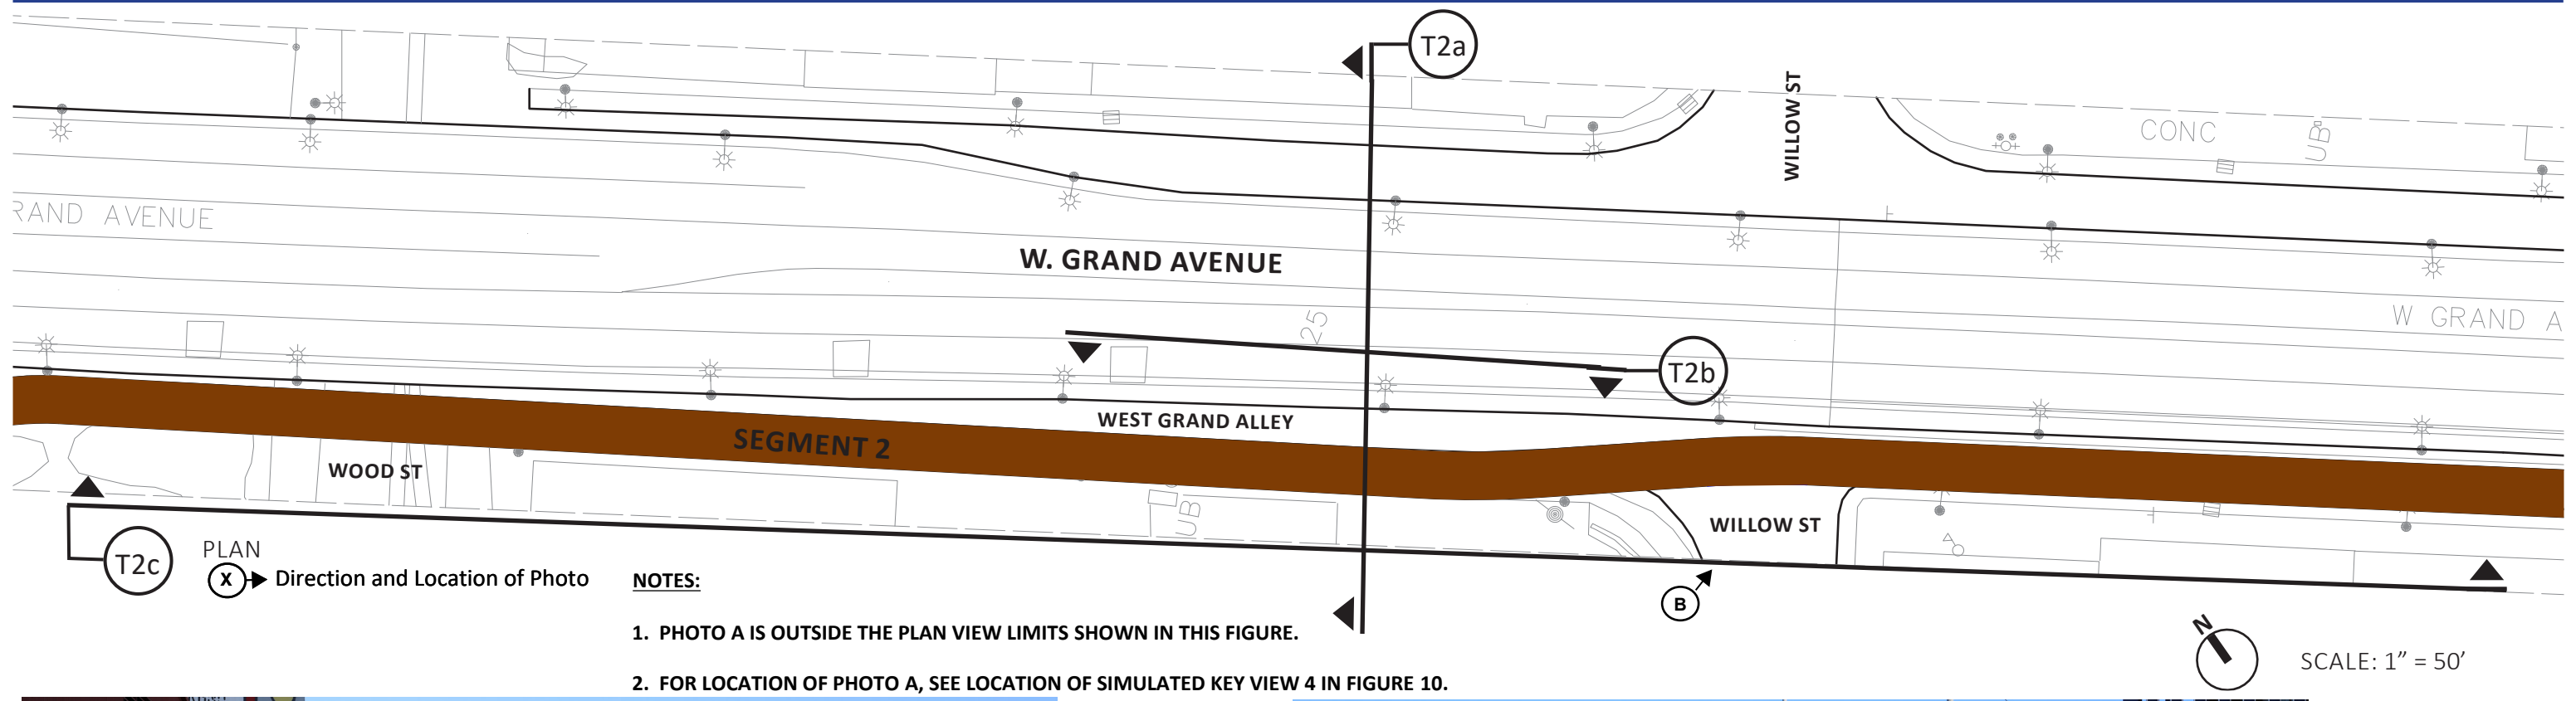 T2a
WILLOW ST
CONC
UB
RAND AVENUE
W. GRAND AVENUE
25
W GRAND A
T2b
WEST GRAND ALLEY
SEGMENT 2
WOOD ST
UB
WILLOW ST
T2c
PLAN
X Direction and Location of Photo
B
NOTES:
1. PHOTO A IS OUTSIDE THE PLAN VIEW LIMITS SHOWN IN THIS FIGURE.
2. FOR LOCATION OF PHOTO A, SEE LOCATION OF SIMULATED KEY VIEW 4 IN FIGURE 10.
N
SCALE: 1” = 50’